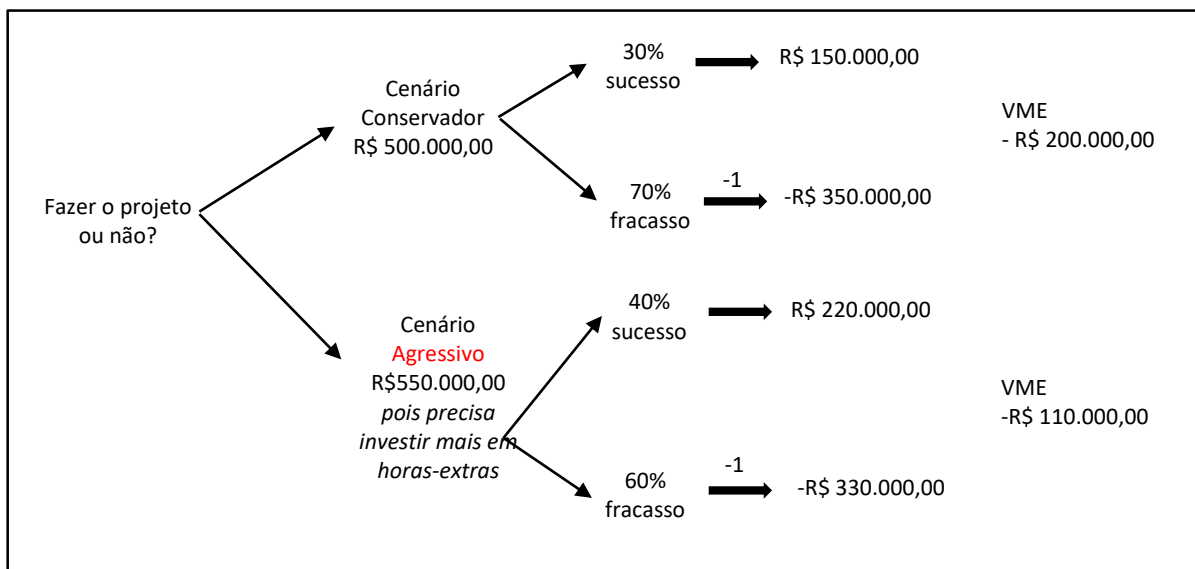 Fazer o projeto
ou não?
Cenário
Conservador
R$ 500.000,00
30%
sucesso
R$ 150.000,00
70%
fracasso
-1
-R$ 350.000,00
VME
- R$ 200.000,00
Cenário
Agressivo
R$550.000,00
pois precisa
investir mais em
horas-extras
40%
sucesso
R$ 220.000,00
60%
fracasso
-1
-R$ 330.000,00
VME
-R$ 110.000,00